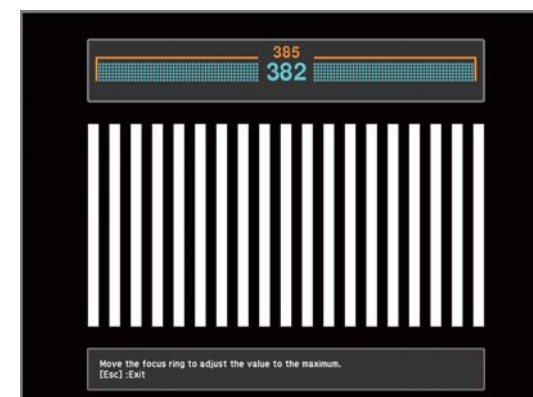 385
382
Move the focus ring to adjust the value to the maximum.
[Esc] :Exit